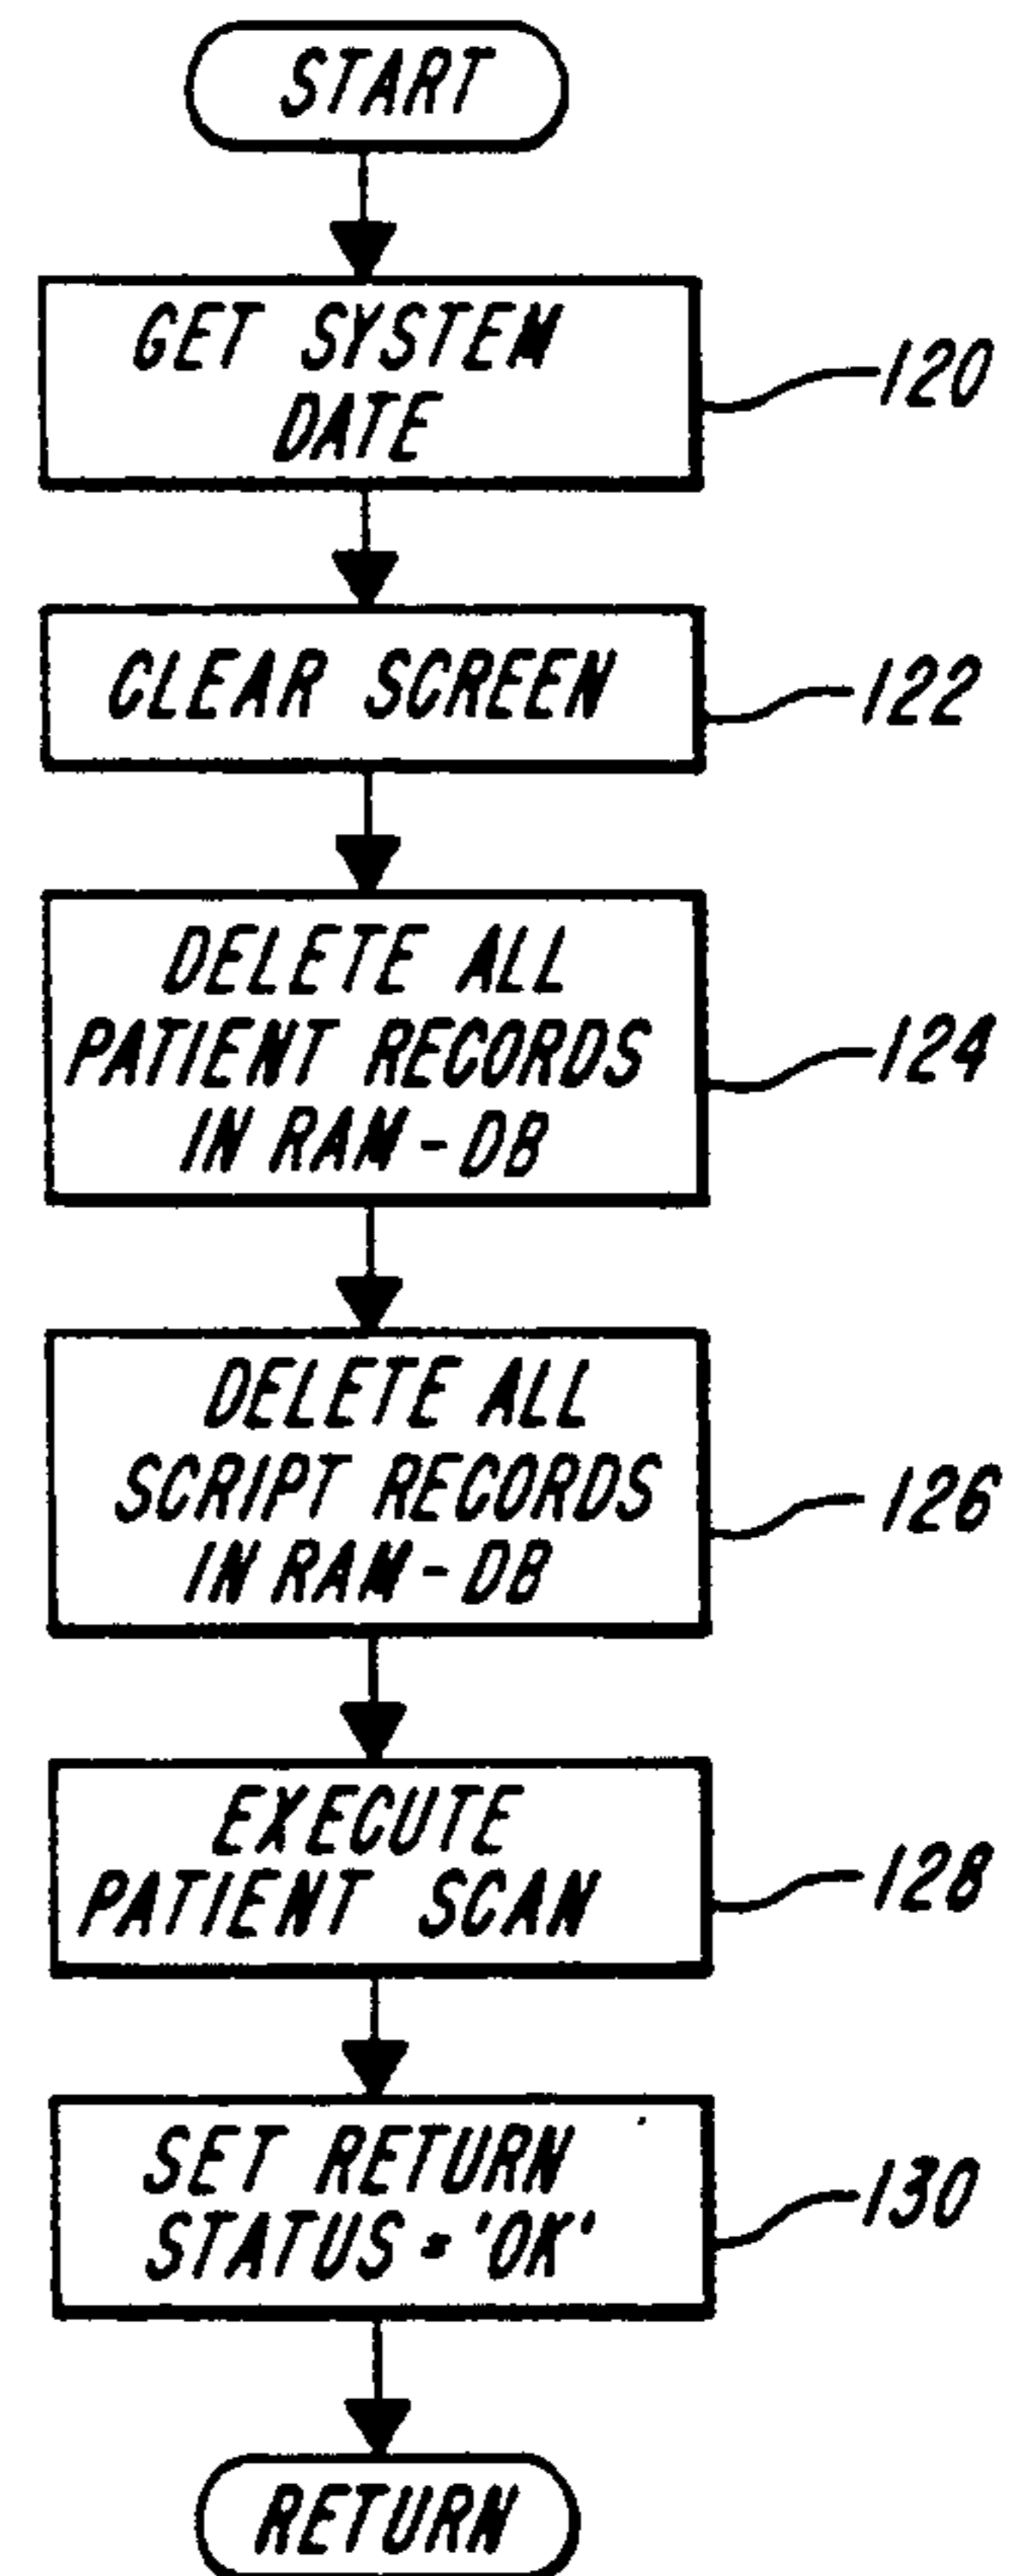 START
GET SYSTEM
DATE
120
CLEAR SCREEN
122
DELETE ALL
PATIENT RECORDS
IN RAM-DB
124
DELETE ALL
SCRIPT RECORDS
IN RAM-DB
126
EXECUTE
PATIENT SCAN
128
SET RETURN
STATUS = 'OK'
130
RETURN